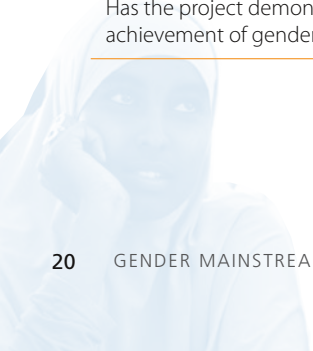 Has the project demon
achievement of gender
20 GENDER MAINSTREA